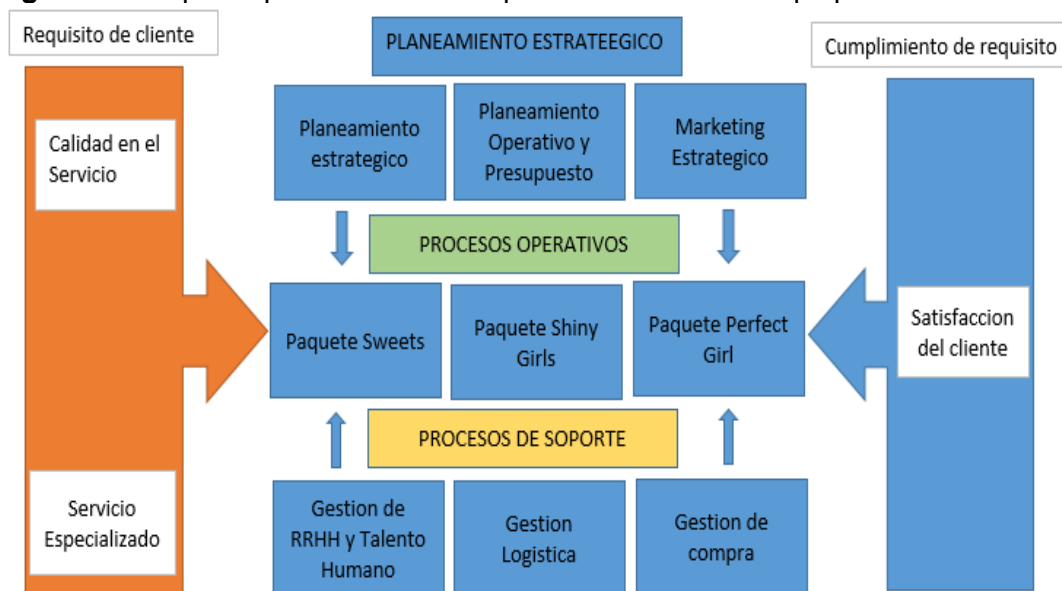 Requisito de cliente
PLANEAMIENTO ESTRATEEGICO
Cumplimiento de requisito
Calidad en el
Servicio
Planeamiento
estrategico
Planeamiento
Operativo y
Presupuesto
Marketing
Estrategico
PROCESOS OPERATIVOS
Paquete Sweets
Paquete Shiny
Girls
Paquete Perfect
Girl
Satisfaccion
del cliente
PROCESOS DE SOPORTE
Servicio
Especializado
Gestion de
RRHH y Talento
Humano
Gestion
Logistica
Gestion de
compra